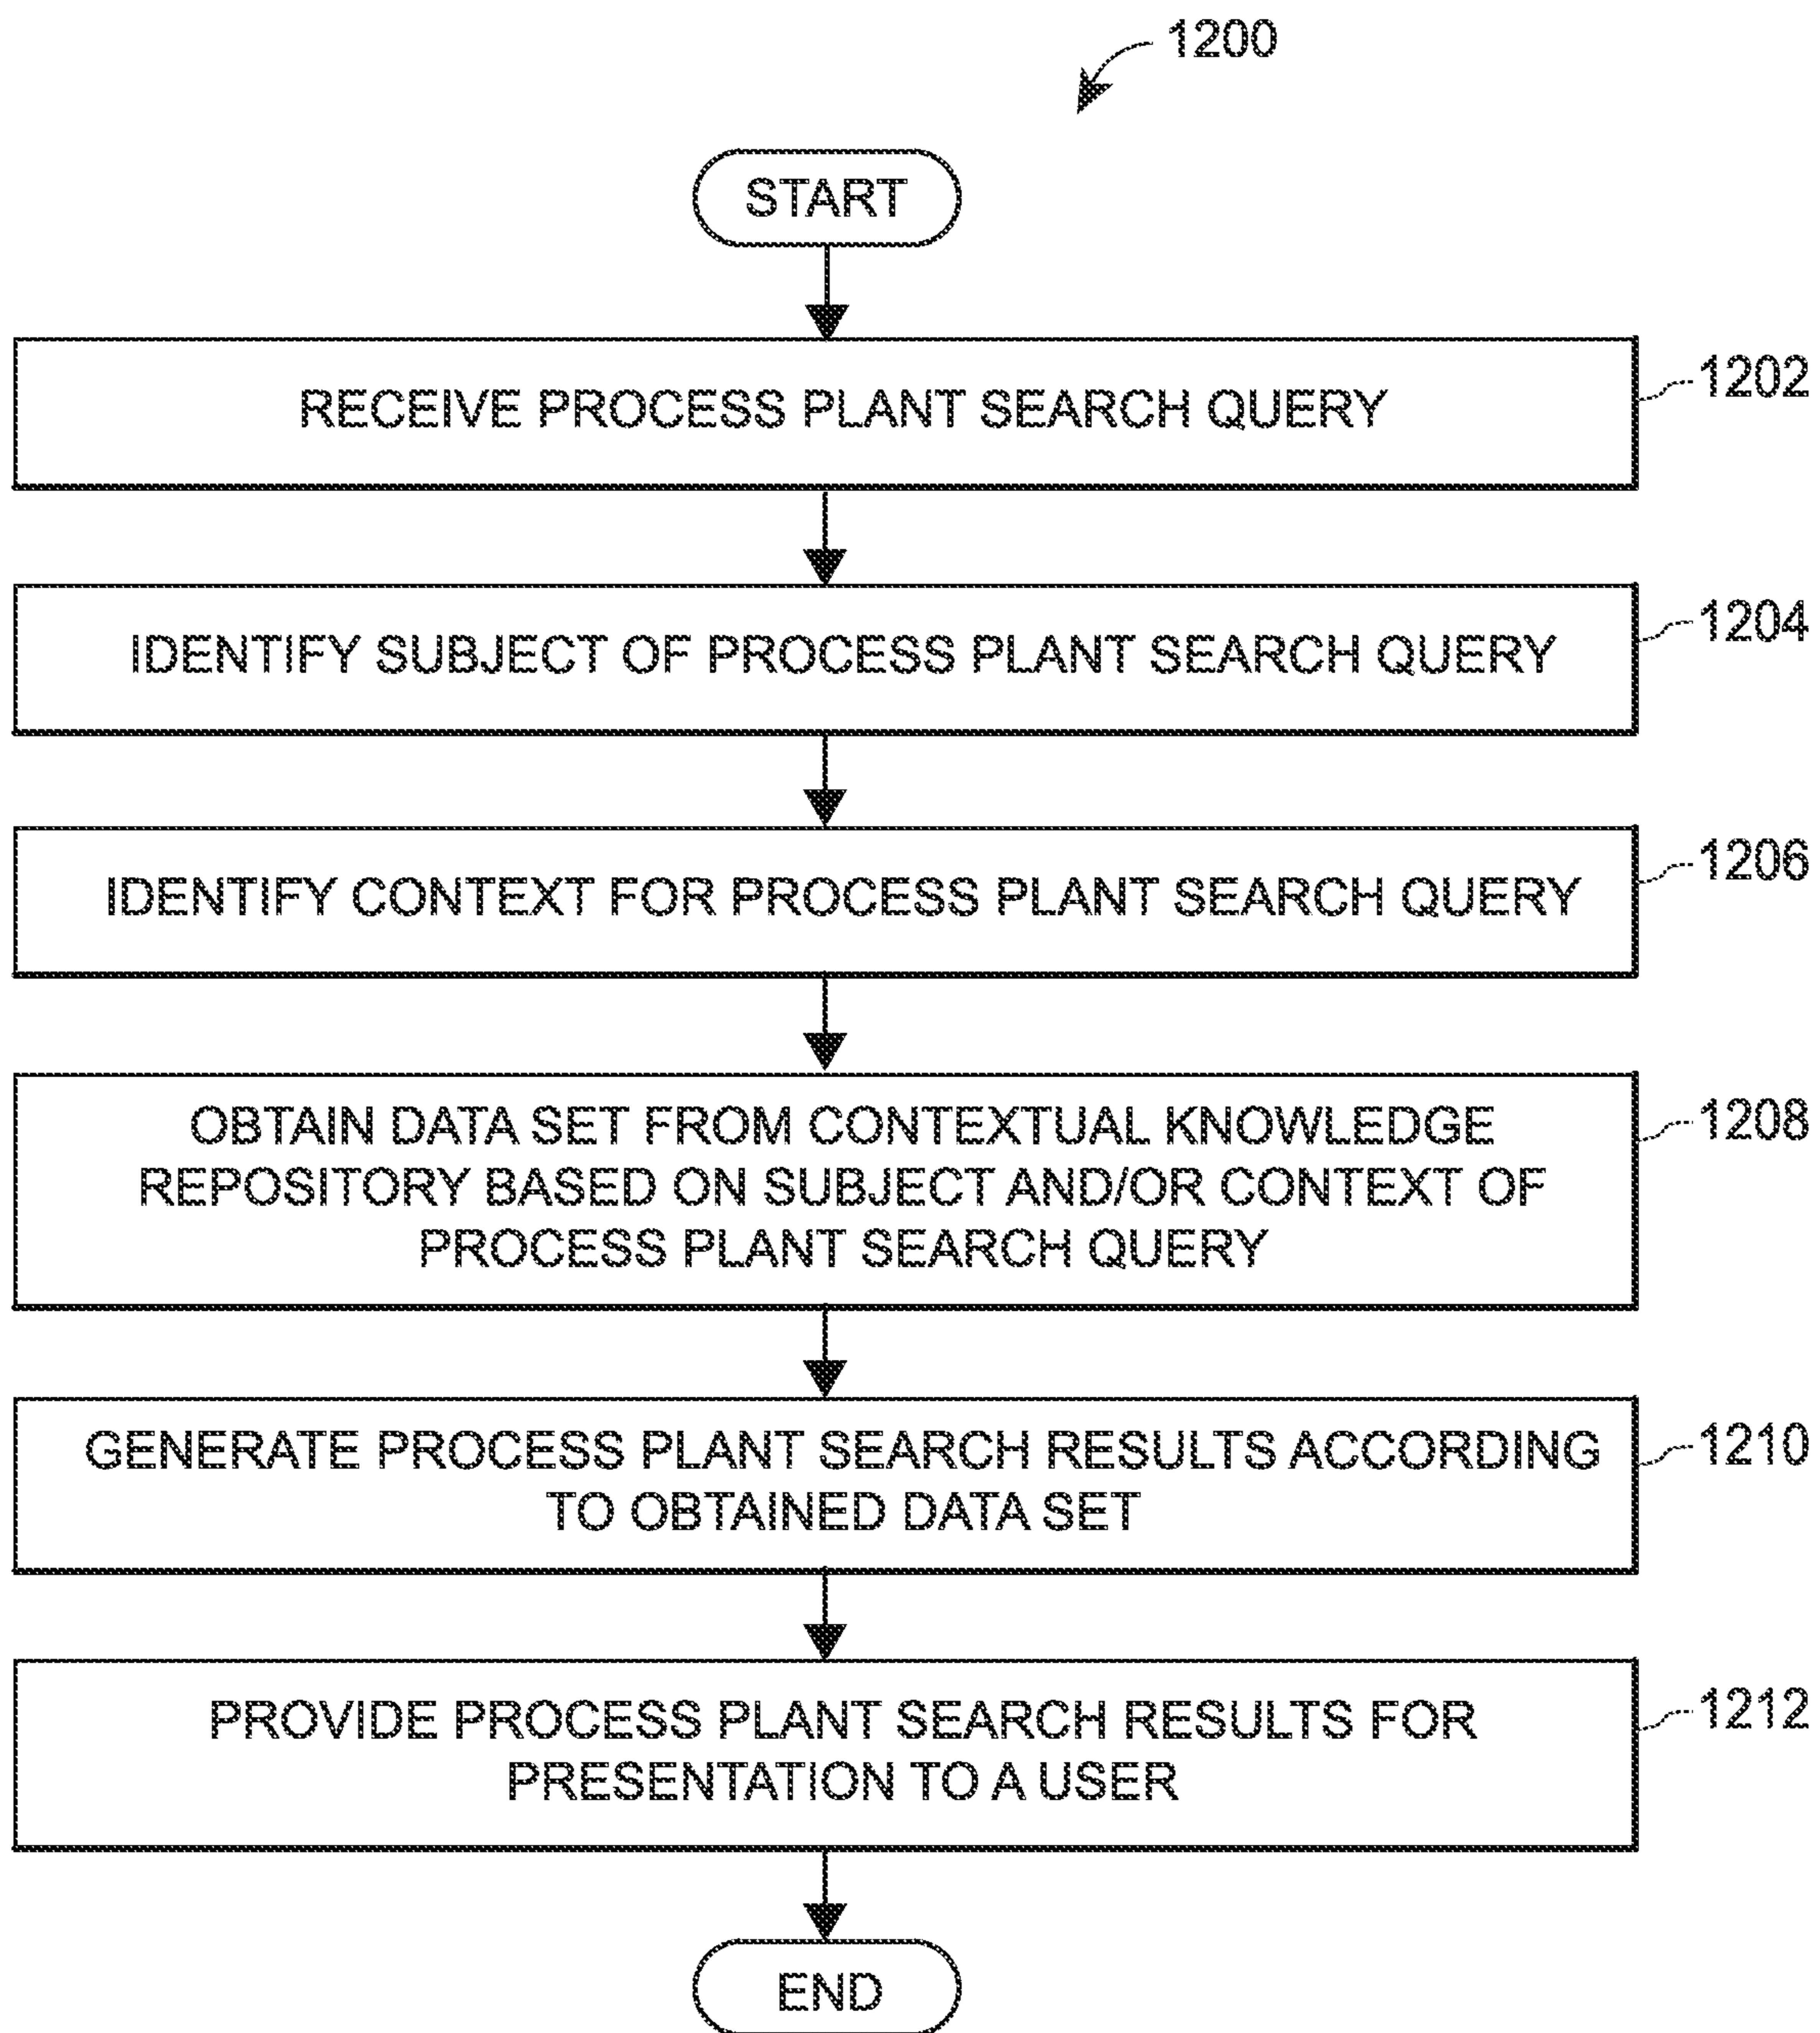 1200
START
RECEIVE PROCESS PLANT SEARCH QUERY
1202
IDENTIFY SUBJECT OF PROCESS PLANT SEARCH QUERY
1204
IDENTIFY CONTEXT FOR PROCESS PLANT SEARCH QUERY
1206
OBTAIN DATA SET FROM CONTEXTUAL KNOWLEDGE
REPOSITORY BASED ON SUBJECT AND/OR CONTEXT OF
PROCESS PLANT SEARCH QUERY
1208
GENERATE PROCESS PLANT SEARCH RESULTS ACCORDING
TO OBTAINED DATA SET
1210
PROVIDE PROCESS PLANT SEARCH RESULTS FOR
PRESENTATION TO A USER
1212
END